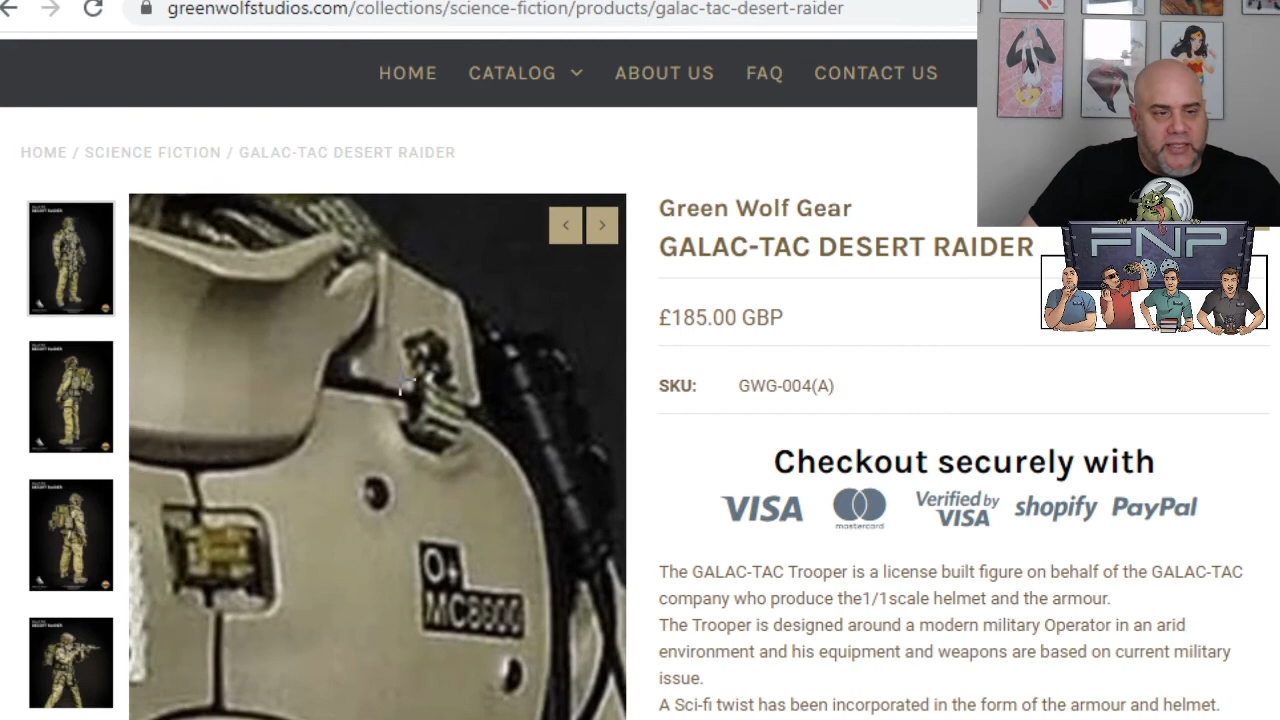 greenwolfstudios.com/collections/science-fiction/products/galac-tac-desert-raider
HOME CATALOG ABOUT US FAQ CONTACT US
HOME / SCIENCE FICTION / GALAC-TAC DESERT RAIDER
Green Wolf Gear
GALAC-TAC DESERT RAIDER
FNP
£185.00 GBP
SKU: GWG-004(A)
Checkout securely with
VISA mastercard Verified by VISA shopify PayPal
O+
MC8600
The GALAC-TAC Trooper is a license built figure on behalf of the GALAC-TAC
company who produce the1/1scale helmet and the armour.
The Trooper is designed around a modern military Operator in an arid
environment and his equipment and weapons are based on current military
issue.
A Sci-fi twist has been incorporated in the form of the armour and helmet.